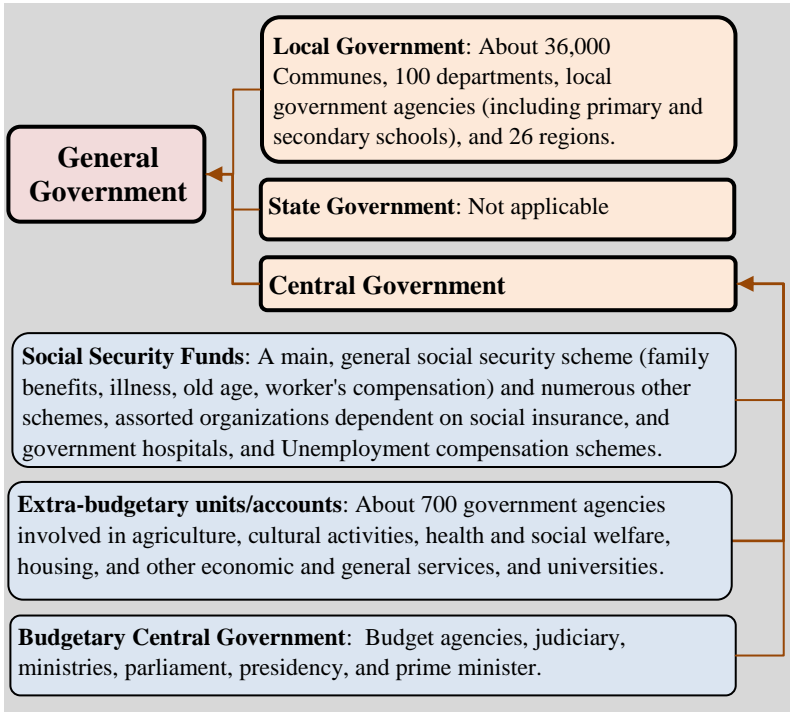 General
Government
Local Government: About 36,000
Communes, 100 departments, local
government agencies (including primary and
secondary schools), and 26 regions.
State Government: Not applicable
Central Government
Social Security Funds: A main, general social security scheme (family
benefits, illness, old age, worker's compensation) and numerous other
schemes, assorted organizations dependent on social insurance, and
government hospitals, and Unemployment compensation schemes.
Extra-budgetary units/accounts: About 700 government agencies
involved in agriculture, cultural activities, health and social welfare,
housing, and other economic and general services, and universities.
Budgetary Central Government: Budget agencies, judiciary,
ministries, parliament, presidency, and prime minister.